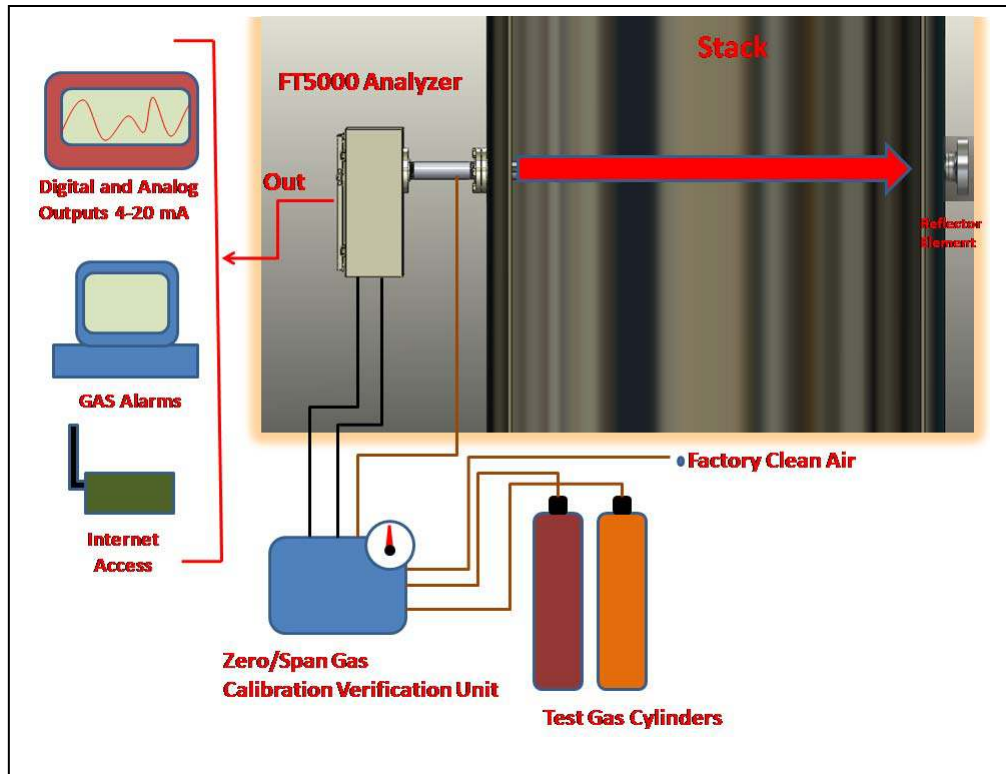 Stack
FT5000 Analyzer
Out
Digital and Analog
Outputs 4-20 mA
Reflector
Element
GAS Alarms
Factory Clean Air
Internet
Access
Zero/Span Gas
Calibration Verification Unit
Test Gas Cylinders